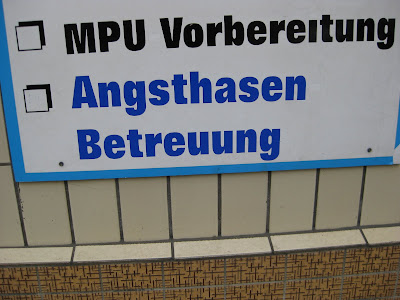 MPU Vorbereitung
Angsthasen
Betreuung